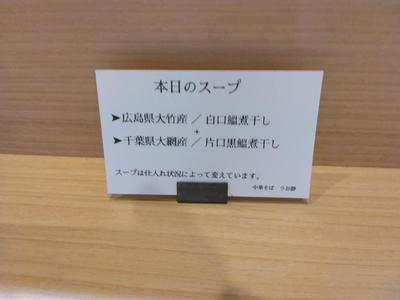 本日のスープ
➤広島県大竹産／白口鰮煮干し
+
➤千葉県大網産／片口黒鰮煮干し
スープは仕入れ状況によって変えています。
中華そば　うお静